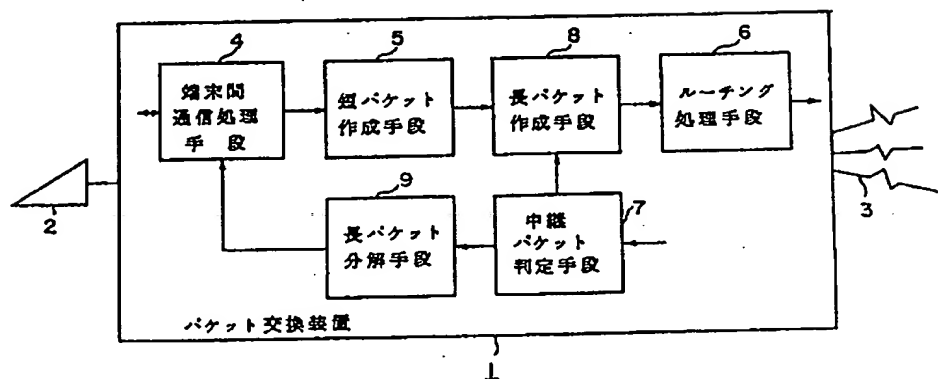 4
5
8
6
端末間
通信処理
手 段
短パケット
作成手段
長パケット
作成手段
ルーチング
処理手段
9
7
長パケット
分解手段
中継
パケット
判定手段
2
3
パケット交換装置
1